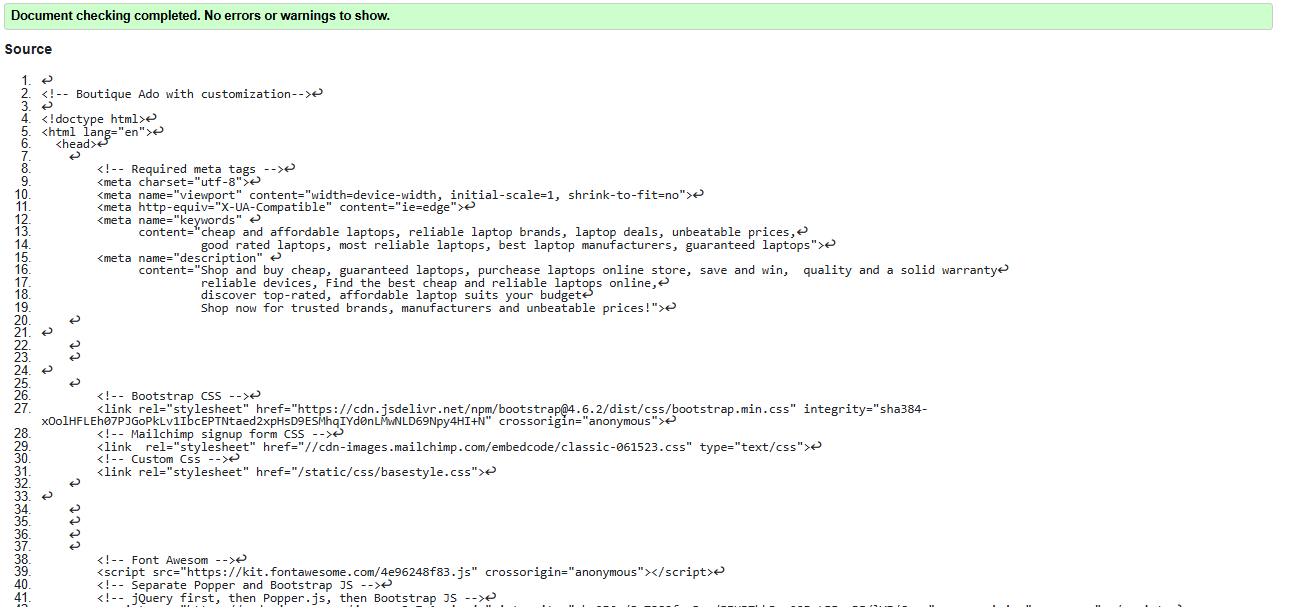 Document checking completed. No errors or warnings to show.
Source
1. ↩
2. <!-- Boutique Ado with customization-->↩
3. ↩
4. <!doctype html>↩
5. <html lang="en">↩
6. <head>↩
7. ↩
8. <!-- Required meta tags -->↩
9. <meta charset="utf-8">↩
10. <meta name="viewport" content="width=device-width, initial-scale=1, shrink-to-fit=no">↩
11. <meta http-equiv="X-UA-Compatible" content="ie=edge">↩
12. <meta name="keywords" ↩
13. content="cheap and affordable laptops, reliable laptop brands, laptop deals, unbeatable prices,↩
14. good rated laptops, most reliable laptops, best laptop manufacturers, guaranteed laptops">↩
15. <meta name="description" ↩
16. content="Shop and buy cheap, guaranteed laptops, purchease laptops online store, save and win,  quality and a solid warranty↩
17. reliable devices, Find the best cheap and reliable laptops online,↩
18. discover top-rated, affordable laptop suits your budget↩
19. Shop now for trusted brands, manufacturers and unbeatable prices!">↩
20. ↩
21. ↩
22. ↩
23. ↩
24. ↩
25. ↩
26. <!-- Bootstrap CSS -->↩
27. <link rel="stylesheet" href="https://cdn.jsdelivr.net/npm/bootstrap@4.6.2/dist/css/bootstrap.min.css" integrity="sha384-
xOolHFLEh07PJGoPkLv1IbcEPTNtaed2xpHsD9ESMhqIYd0nLMwNLD69Npy4HI+N" crossorigin="anonymous">↩
28. <!-- Mailchimp signup form CSS -->↩
29. <link  rel="stylesheet" href="//cdn-images.mailchimp.com/embedcode/classic-061523.css" type="text/css">↩
30. <!-- Custom Css -->↩
31. <link rel="stylesheet" href="/static/css/basestyle.css">↩
32. ↩
33. ↩
34. ↩
35. ↩
36. ↩
37. ↩
38. <!-- Font Awesom -->↩
39. <script src="https://kit.fontawesome.com/4e96248f83.js" crossorigin="anonymous"></script>↩
40. <!-- Separate Popper and Bootstrap JS -->↩
41. <!-- jQuery first, then Popper.js, then Bootstrap JS -->↩